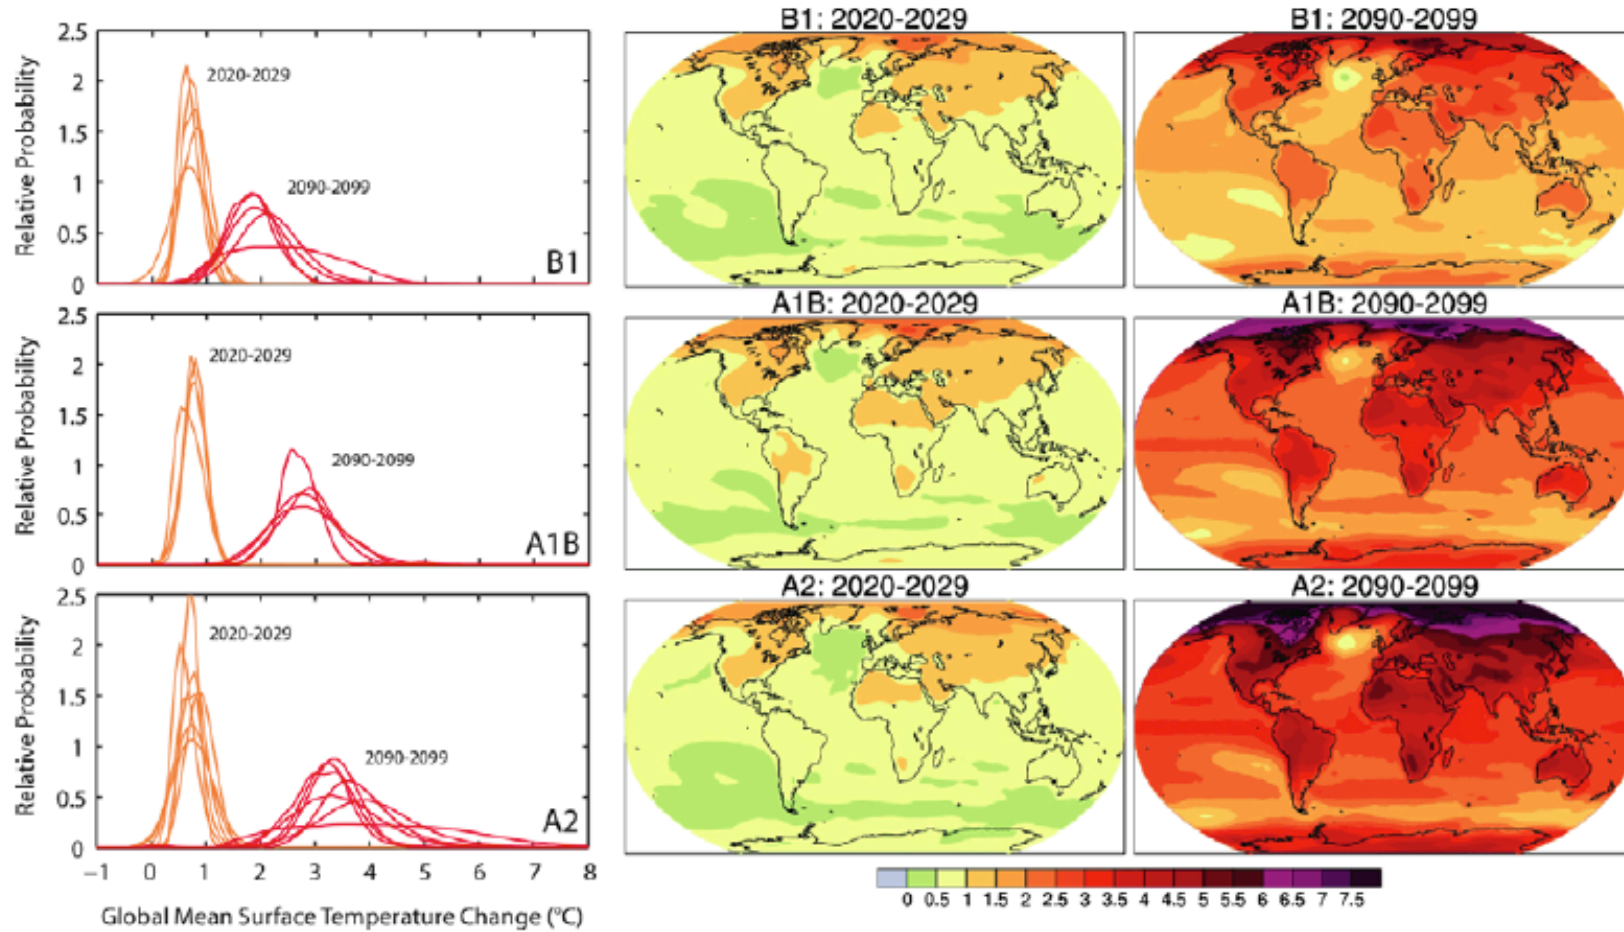 B1: 2020-2029
B1: 2090-2099
2.5
2
1.5
1
0.5
0
Relative Probability
2020-2029
2090-2099
B1
A1B: 2020-2029
A1B: 2090-2099
2.5
2
1.5
1
0.5
0
Relative Probability
2020-2029
2090-2099
A1B
A2: 2020-2029
A2: 2090-2099
2.5
2
1.5
1
0.5
0
Relative Probability
2020-2029
2090-2099
A2
−1 0 1 2 3 4 5 6 7 8
Global Mean Surface Temperature Change (°C)
0 0.5 1 1.5 2 2.5 3 3.5 4 4.5 5 5.5 6 6.5 7 7.5